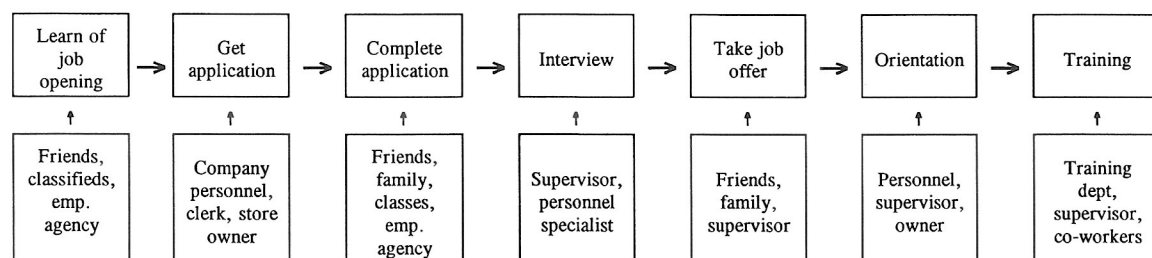 Learn of
job
opening
Get
application
Complete
application
Interview
Take job
offer
Orientation
Training
Friends,
classifieds,
emp.
agency
Company
personnel,
clerk, store
owner
Friends,
family,
classes,
emp.
agency
Supervisor,
personnel
specialist
Friends,
family,
supervisor
Personnel,
supervisor,
owner
Training
dept,
supervisor,
co-workers